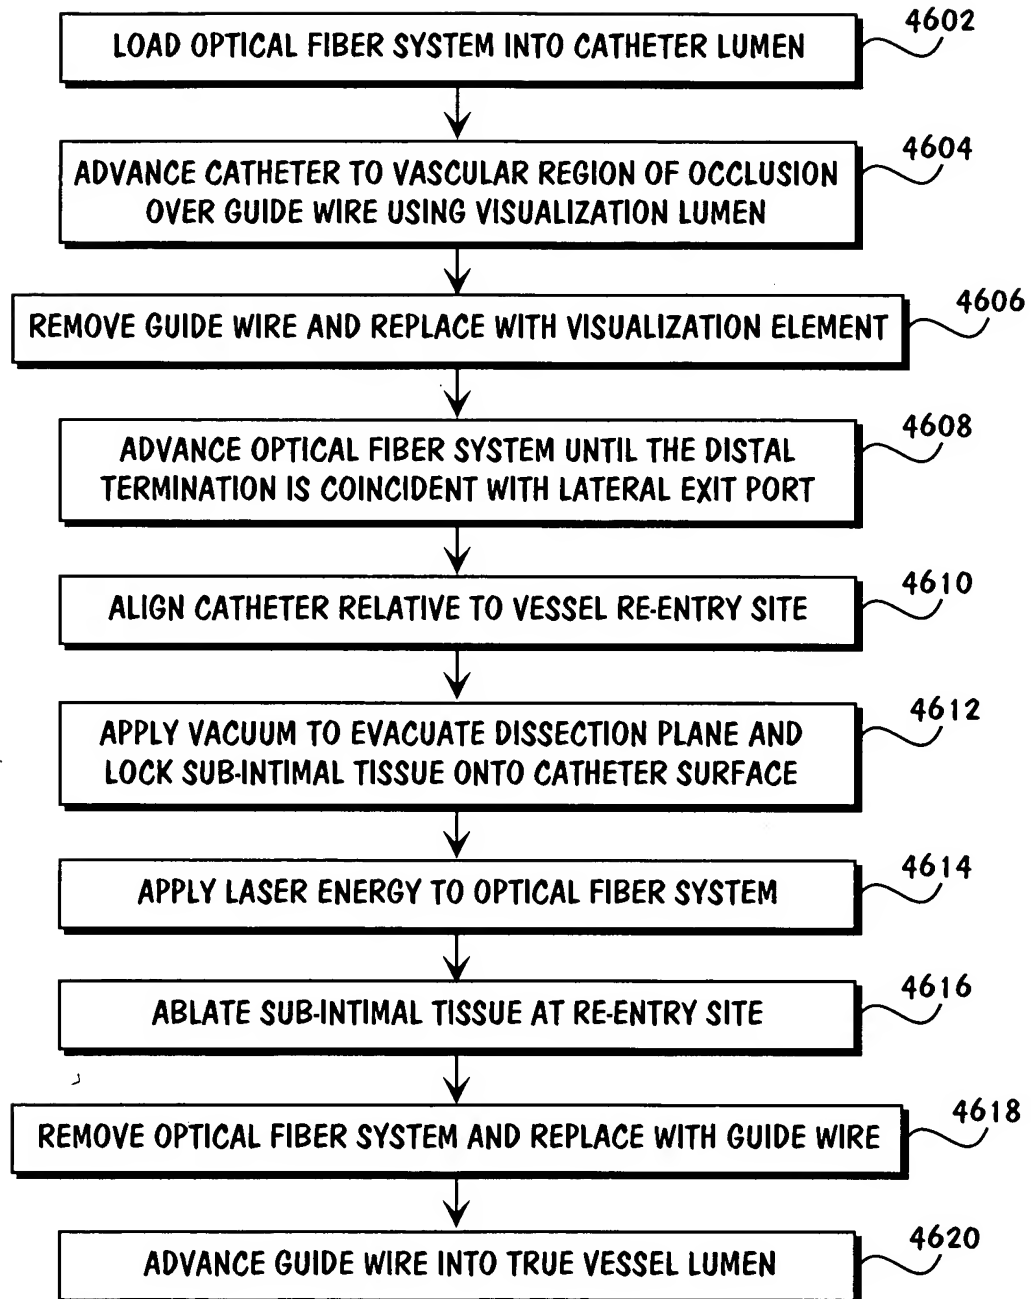 LOAD OPTICAL FIBER SYSTEM INTO CATHETER LUMEN
4602
ADVANCE CATHETER TO VASCULAR REGION OF OCCLUSION
OVER GUIDE WIRE USING VISUALIZATION LUMEN
4604
REMOVE GUIDE WIRE AND REPLACE WITH VISUALIZATION ELEMENT
4606
ADVANCE OPTICAL FIBER SYSTEM UNTIL THE DISTAL
TERMINATION IS COINCIDENT WITH LATERAL EXIT PORT
4608
ALIGN CATHETER RELATIVE TO VESSEL RE-ENTRY SITE
4610
APPLY VACUUM TO EVACUATE DISSECTION PLANE AND
LOCK SUB-INTIMAL TISSUE ONTO CATHETER SURFACE
4612
APPLY LASER ENERGY TO OPTICAL FIBER SYSTEM
4614
ABLATE SUB-INTIMAL TISSUE AT RE-ENTRY SITE
4616
REMOVE OPTICAL FIBER SYSTEM AND REPLACE WITH GUIDE WIRE
4618
ADVANCE GUIDE WIRE INTO TRUE VESSEL LUMEN
4620